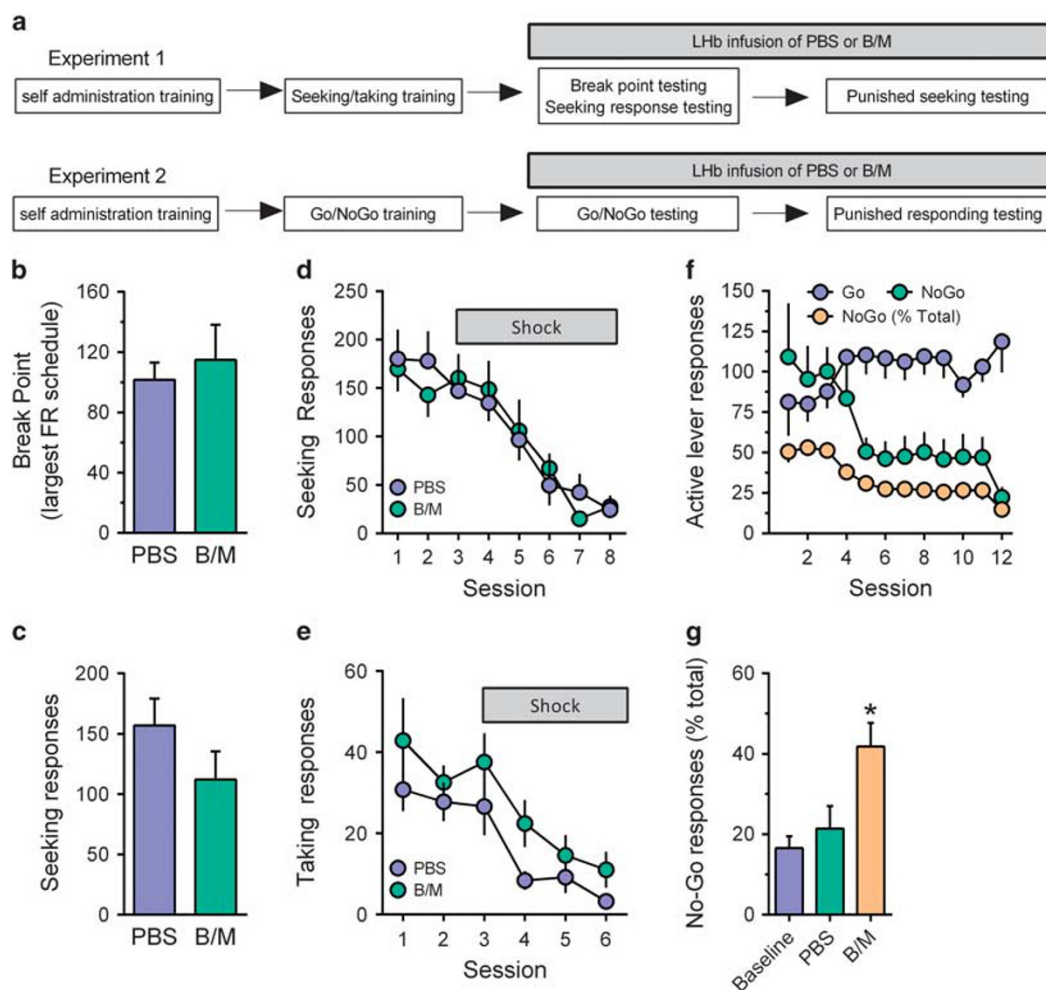 a
LHb infusion of PBS or B/M
Experiment 1
self administration training
Seeking/taking training
Break point testing
Seeking response testing
Punished seeking testing
LHb infusion of PBS or B/M
Experiment 2
self administration training
Go/NoGo training
Go/NoGo testing
Punished responding testing
b
Break Point
(largest FR schedule)
160
120
80
40
0
PBS B/M
d
Seeking Responses
250
200
150
100
50
0
Shock
PBS
B/M
1 2 3 4 5 6 7 8
Session
f
Active lever responses
150
125
100
75
50
25
0
Go NoGo
NoGo (% Total)
2 4 6 8 10 12
Session
c
Seeking responses
200
150
100
50
0
PBS B/M
e
Taking responses
60
40
20
0
Shock
PBS
B/M
1 2 3 4 5 6
Session
g
No-Go responses (% total)
60
40
20
0
*
Baseline
PBS
B/M